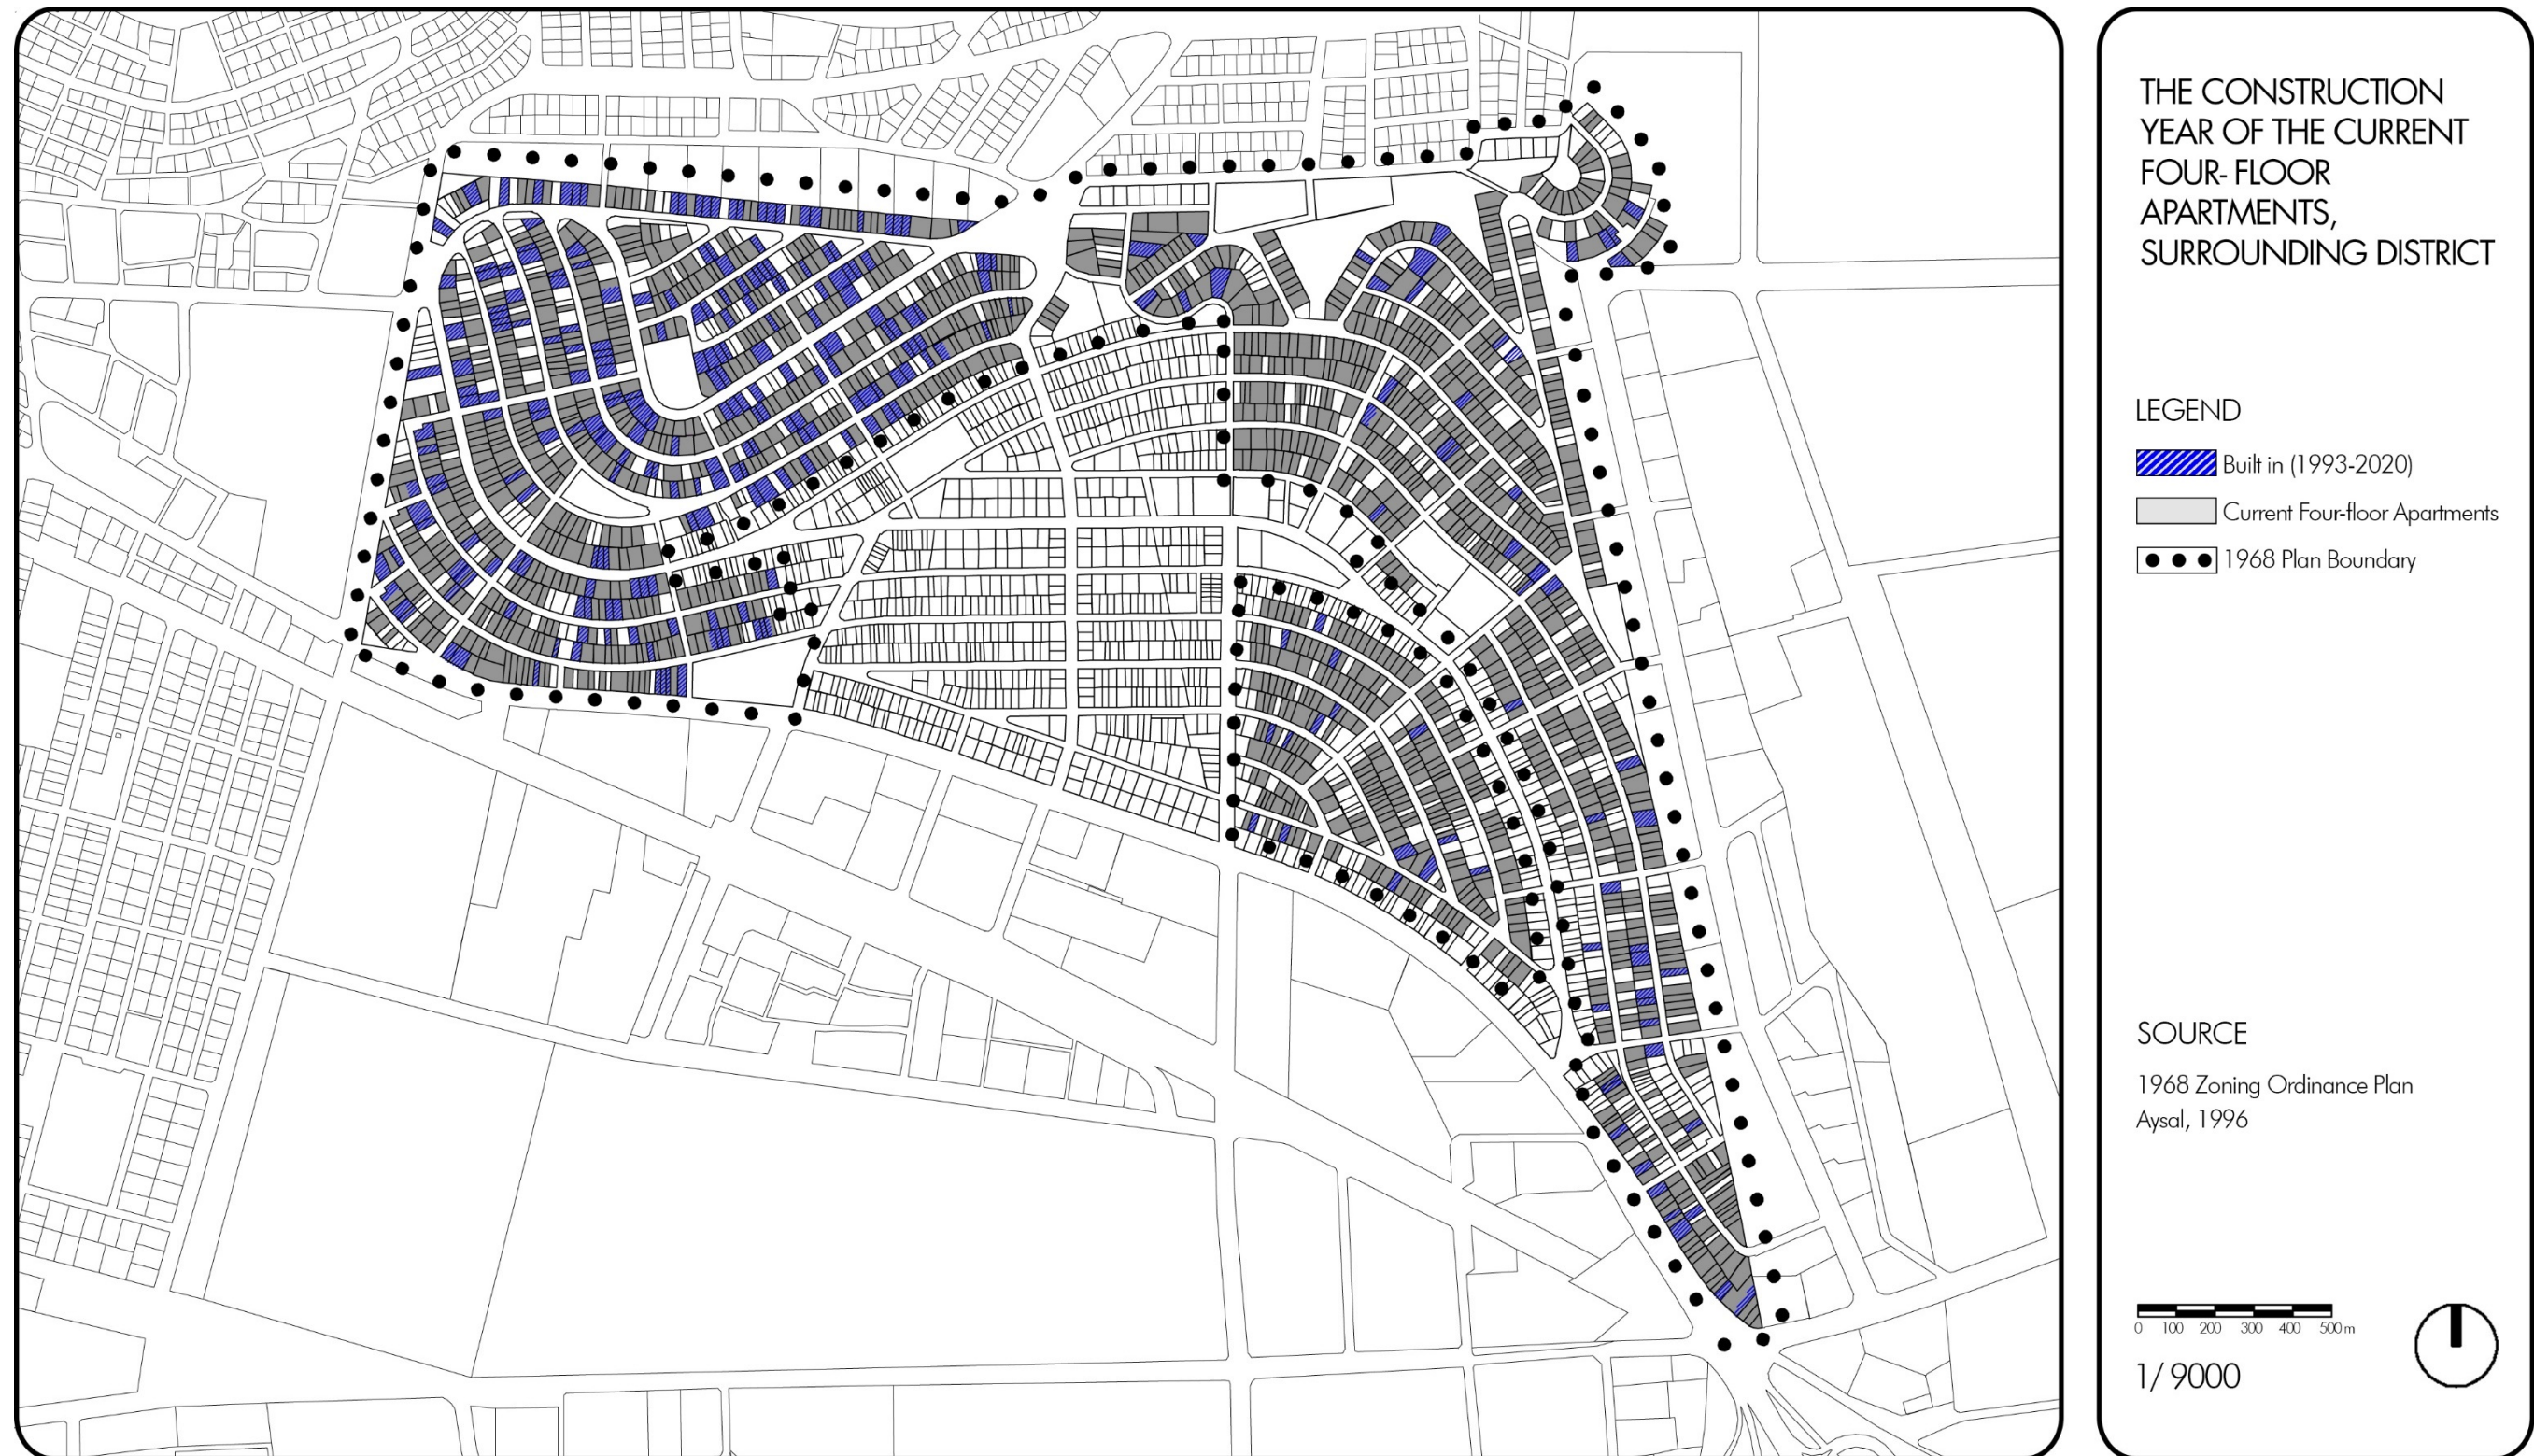 THE CONSTRUCTION
YEAR OF THE CURRENT
FOUR- FLOOR
APARTMENTS,
SURROUNDING DISTRICT
LEGEND
Built in (1993-2020)
Current Four-floor Apartments
1968 Plan Boundary
SOURCE
1968 Zoning Ordinance Plan
Aysal, 1996
0 100 200 300 400 500m
1/ 9000